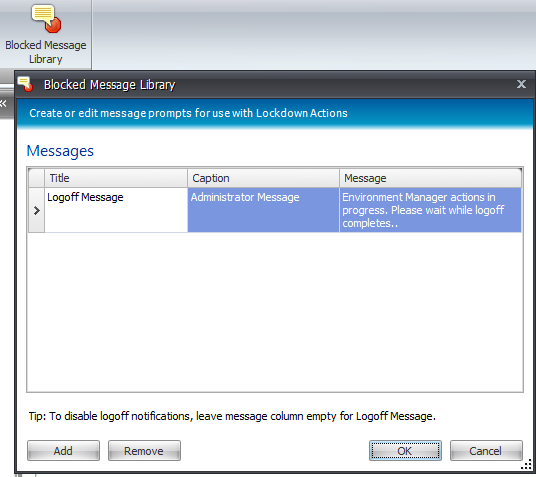 Blocked Message
Library
Blocked Message Library
x
«
Create or edit message prompts for use with Lockdown Actions
Messages
Title Caption Message
Logoff Message Administrator Message Environment Manager actions in
progress. Please wait while logoff
completes..
Tip: To disable logoff notifications, leave message column empty for Logoff Message.
Add Remove OK Cancel